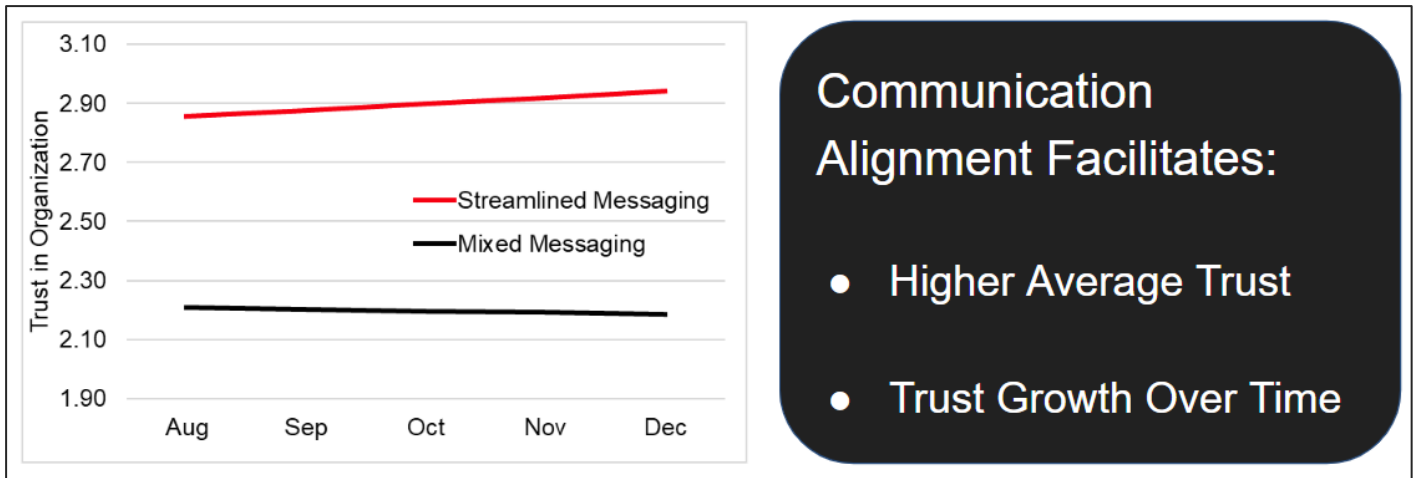 3.10
2.90
2.70
2.50
2.30
2.10
1.90
Trust in Organization
Streamlined Messaging
Mixed Messaging
Aug Sep Oct Nov Dec
Communication
Alignment Facilitates:
● Higher Average Trust
● Trust Growth Over Time